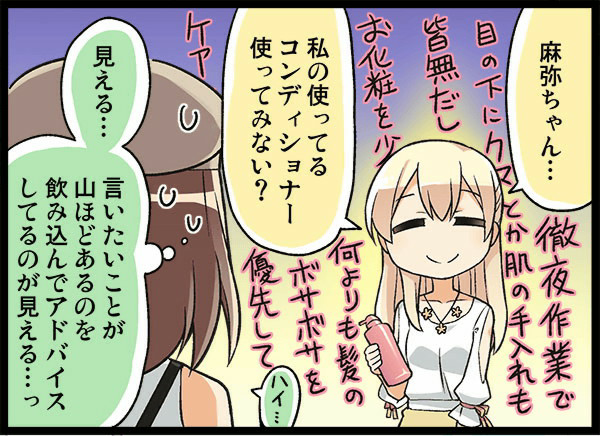 麻弥ちゃん…
私の使ってる
コンディショナー
使ってみない？
徹夜作業で
目の下にクマとか肌の手入れも
皆無だし
お化粧を少
何よりも髪の
ボサボサを
優先して
ケア
見える…
言いたいことが
山ほどあるのを
飲み込んでアドバイス
してるのが見える…っ
ハイ…